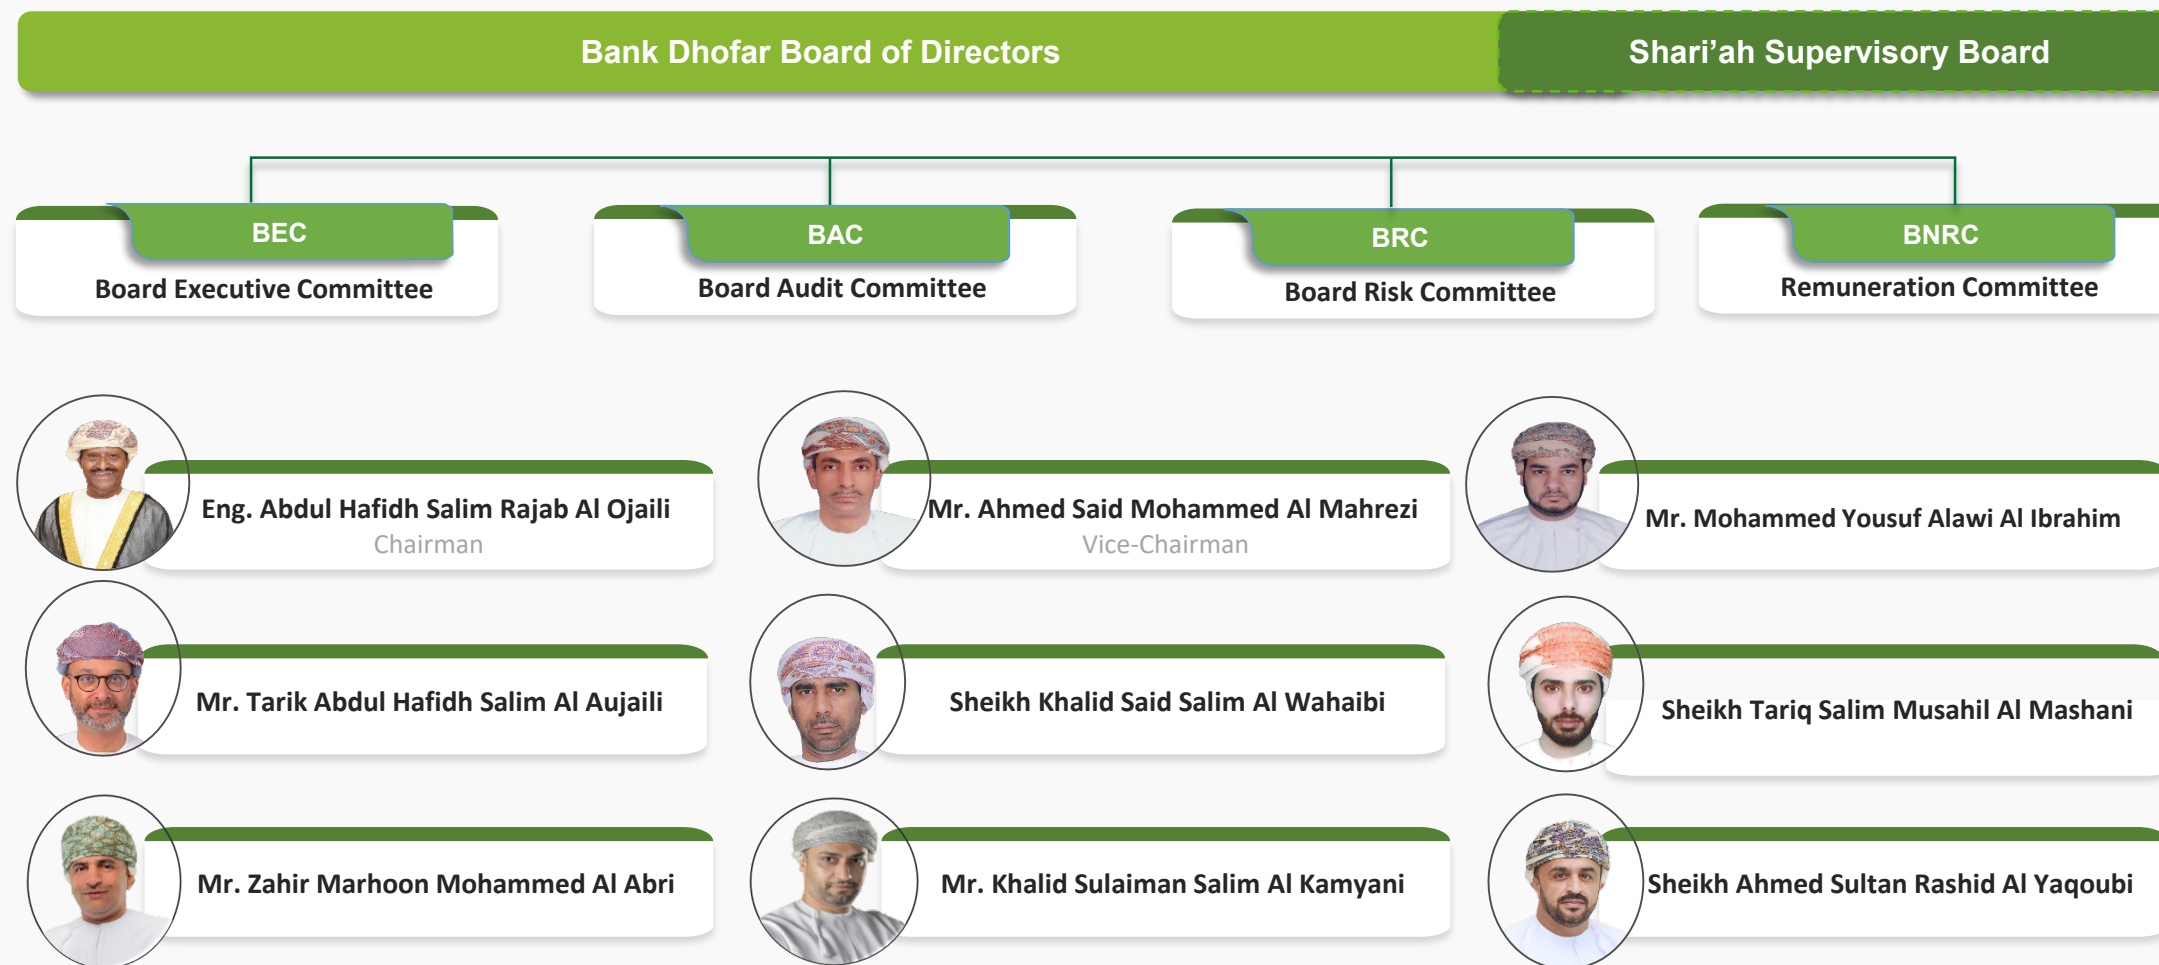 Bank Dhofar Board of Directors
Shari’ah Supervisory Board
BEC
Board Executive Committee
BAC
Board Audit Committee
BRC
Board Risk Committee
BNRC
Remuneration Committee
Eng. Abdul Hafidh Salim Rajab Al Ojaili
Chairman
Mr. Ahmed Said Mohammed Al Mahrezi
Vice-Chairman
Mr. Mohammed Yousuf Alawi Al Ibrahim
Mr. Tarik Abdul Hafidh Salim Al Aujaili
Sheikh Khalid Said Salim Al Wahaibi
Sheikh Tariq Salim Musahil Al Mashani
Mr. Zahir Marhoon Mohammed Al Abri
Mr. Khalid Sulaiman Salim Al Kamyani
Sheikh Ahmed Sultan Rashid Al Yaqoubi